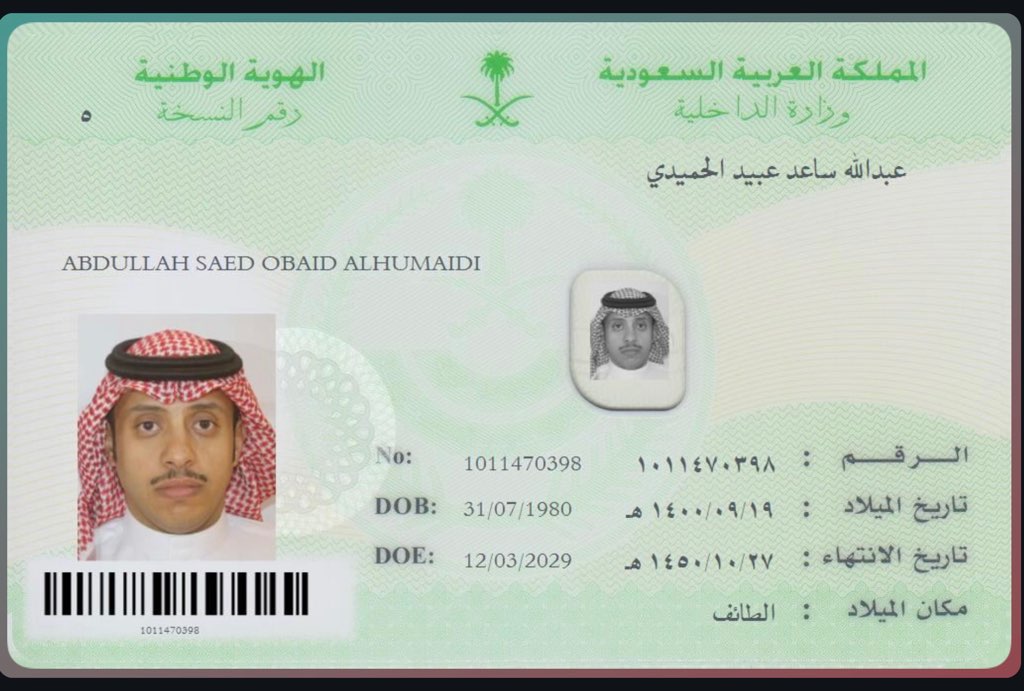 المملكة العربية السعودية
الهوية الوطنية
وزارة الداخلية
رقم النسخة ٥
عبدالله ساعد عبيد الحميدي
ABDULLAH SAED OBAID ALHUMAIDI
الرقم : ١٠١١٤٧٠٣٩٨
No: 1011470398
تاريخ الميلاد : ١٤٠٠/٠٩/١٩ هـ
DOB: 31/07/1980
تاريخ الانتهاء : ١٤٥٠/١٠/٢٧ هـ
DOE: 12/03/2029
مكان الميلاد : الطائف
1011470398